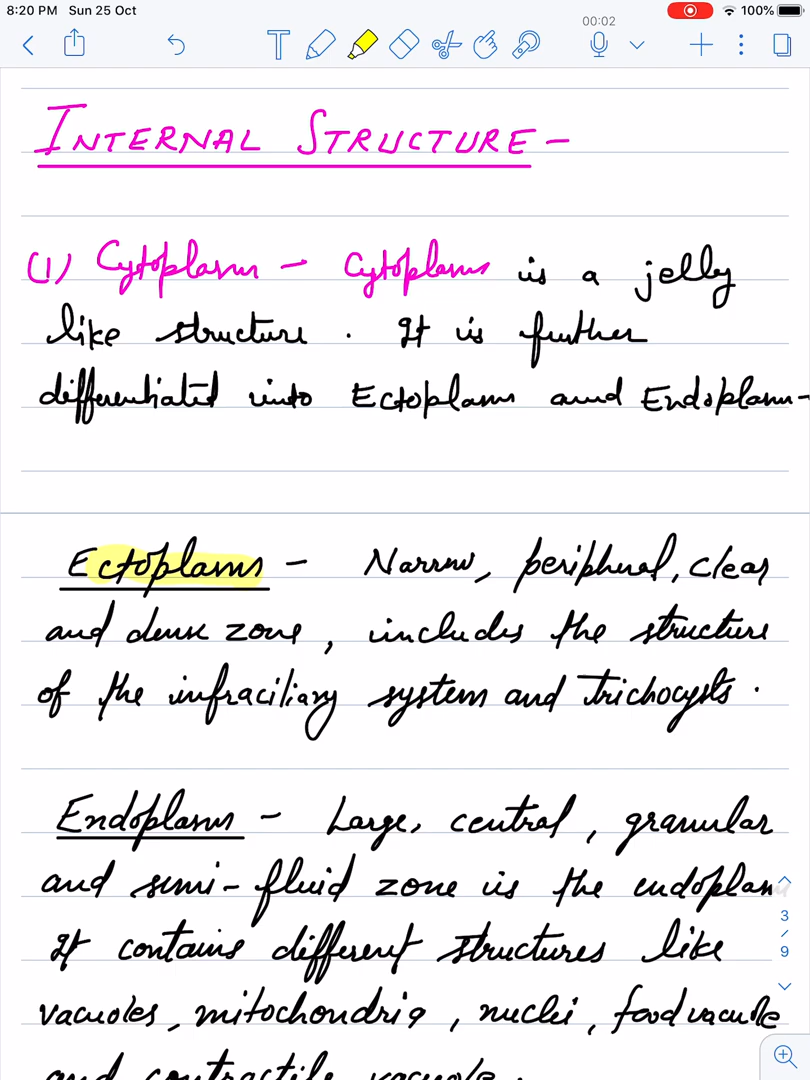 8:20 PM Sun 25 Oct
100%
00:02
INTERNAL STRUCTURE -
(1) Cytoplasm - Cytoplasm is a jelly
like structure. It is further
differentiated into Ectoplasm and Endoplasm-
Ectoplasm - Narrow, peripheral, clear
and dense zone, includes the structure
of the infraciliary system and Trichocysts.
Endoplasm - Large, central, granular
and semi-fluid zone is the endoplasm
It contains different structures like
3
/
9
vacuoles, mitochondria, nuclei, food vacuole
and contractile vacuole.